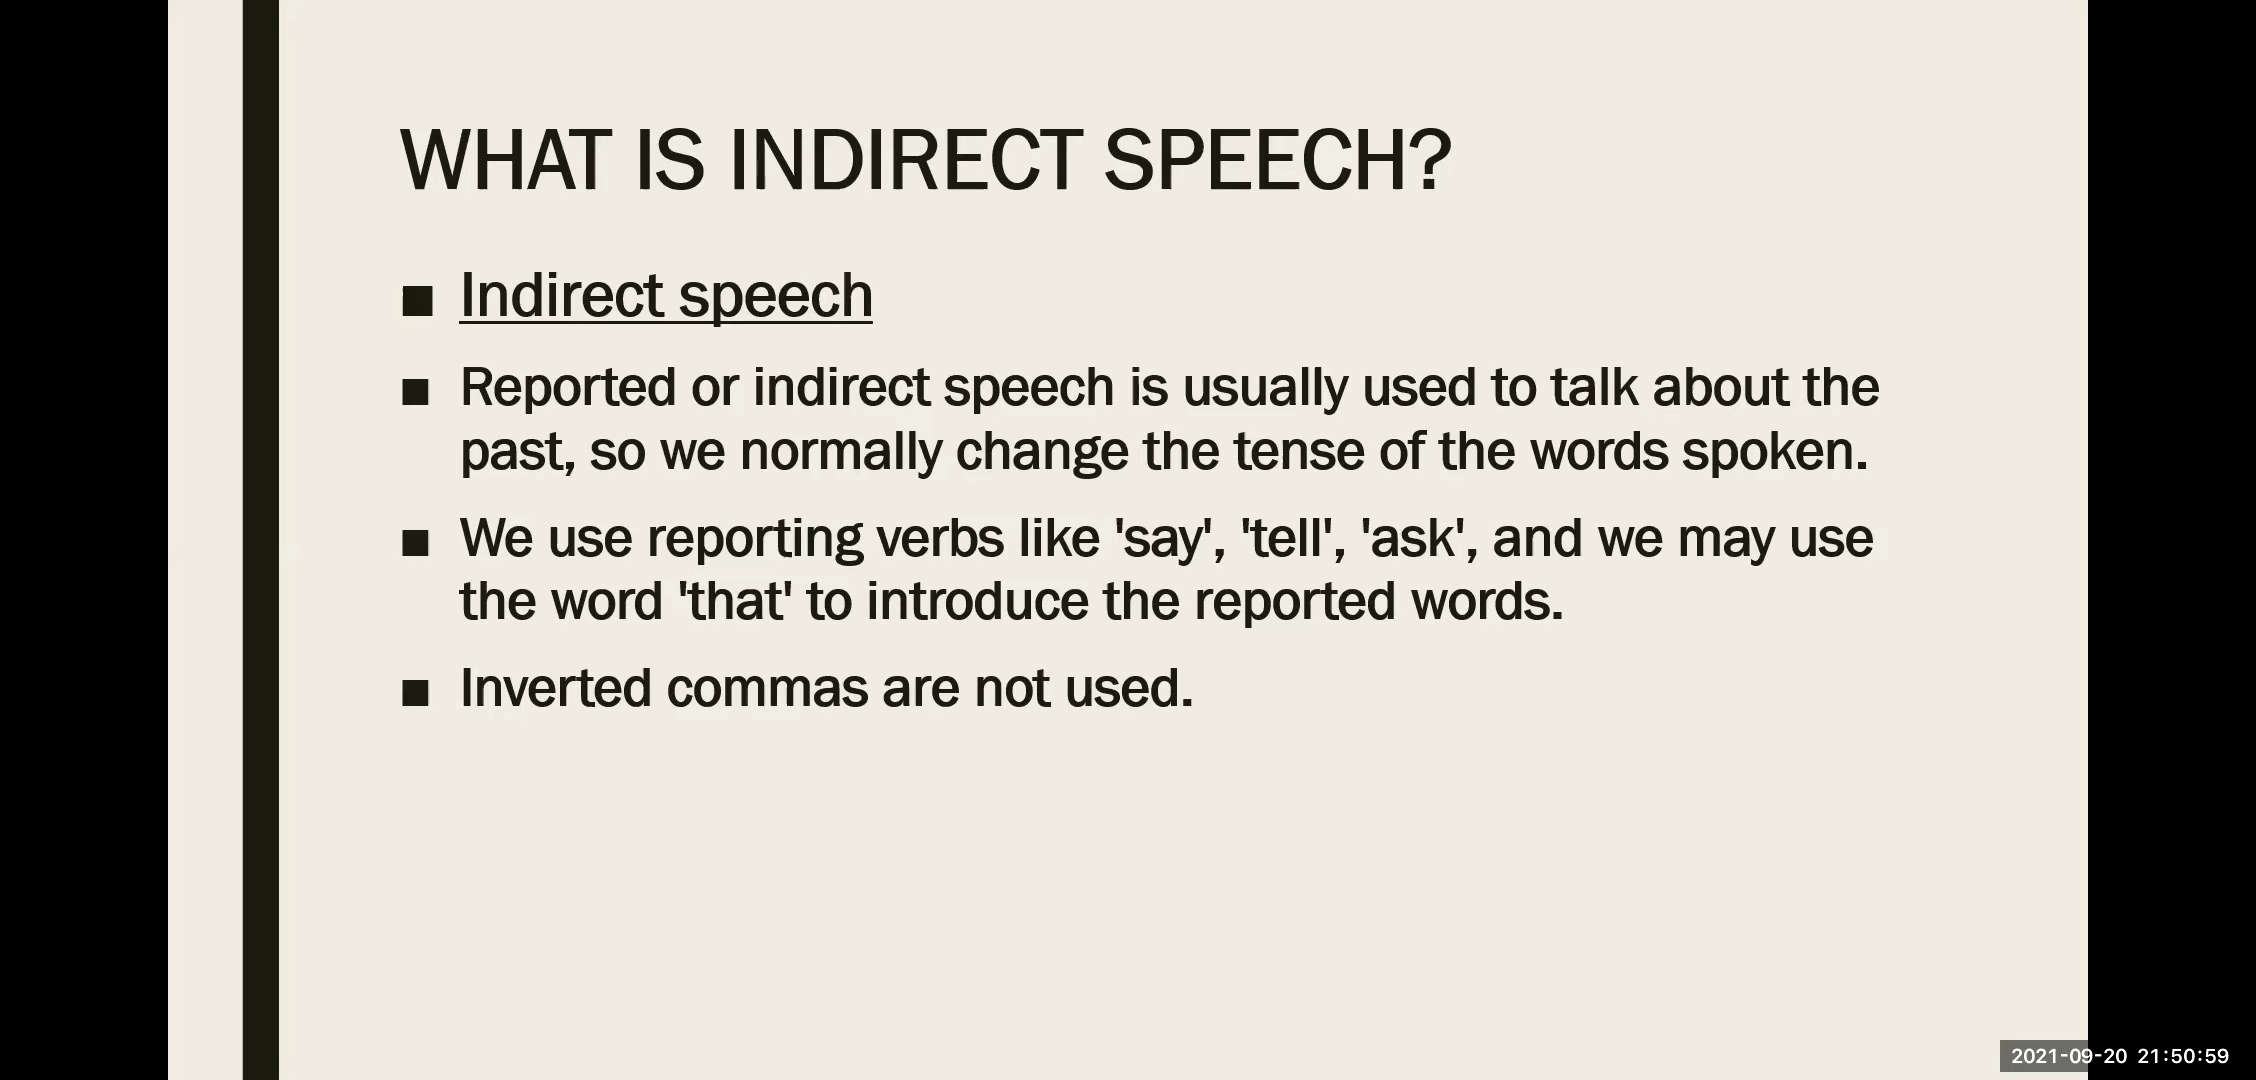 WHAT IS INDIRECT SPEECH?
■ Indirect speech
■ Reported or indirect speech is usually used to talk about the
past, so we normally change the tense of the words spoken.
■ We use reporting verbs like 'say', 'tell', 'ask', and we may use
the word 'that' to introduce the reported words.
■ Inverted commas are not used.
2021-09-20 21:50:59